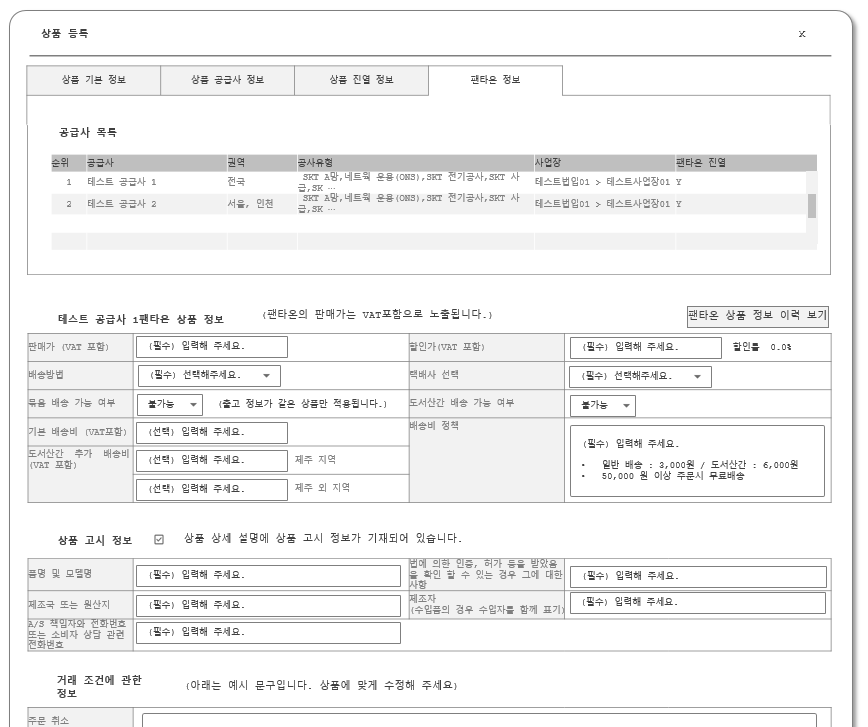 상품 등록 X
상품 기본 정보 상품 공급사 정보 상품 진열 정보 팬타온 정보
공급사 목록
순위 공급사 권역 공사유형 사업장 팬타온 진열
1 테스트 공급사 1 전국 SKT A망,네트웍 운용(ONS),SKT 전기공사,SKT 사급,SK … 테스트법입01 > 테스트사업장01 Y
2 테스트 공급사 2 서울, 인천 SKT A망,네트웍 운용(ONS),SKT 전기공사,SKT 사급,SK … 테스트법입01 > 테스트사업장01 Y
테스트 공급사 1팬타온 상품 정보 (팬타온의 판매가는 VAT포함으로 노출됩니다.) 팬타온 상품 정보 이력 보기
판매가 (VAT 포함) (필수) 입력해 주세요. 할인가(VAT 포함) (필수) 입력해 주세요. 할인률 0.0%
배송방법 (필수) 선택해주세요. 택배사 선택 (필수) 선택해주세요.
묶음 배송 가능 여부 불가능 (출고 정보가 같은 상품만 적용됩니다.) 도서산간 배송 가능 여부 불가능
기본 배송비 (VAT포함) (선택) 입력해 주세요. 배송비 정책 (필수) 입력해 주세요.
• 일반 배송 : 3,000원 / 도서산간 : 6,000원
• 50,000 원 이상 주문시 무료배송
도서산간 추가 배송비
(VAT 포함)
(선택) 입력해 주세요. 제주 지역
(선택) 입력해 주세요. 제주 외 지역
상품 고시 정보 상품 상세 설명에 상품 고시 정보가 기재되어 있습니다.
품명 및 모델명 (필수) 입력해 주세요.
법에 의한 인증, 허가 등을 받았음
을 확인 할 수 있는 경우 그에 대한
사항
(필수) 입력해 주세요.
제조국 또는 원산지 (필수) 입력해 주세요.
제조자
(수입품의 경우 수입자를 함께 표기)
(필수) 입력해 주세요.
A/S 책임자와 전화번호
또는 소비자 상담 관련
전화번호
(필수) 입력해 주세요.
거래 조건에 관한
정보
(아래는 예시 문구입니다. 상품에 맞게 수정해 주세요)
주문 취소